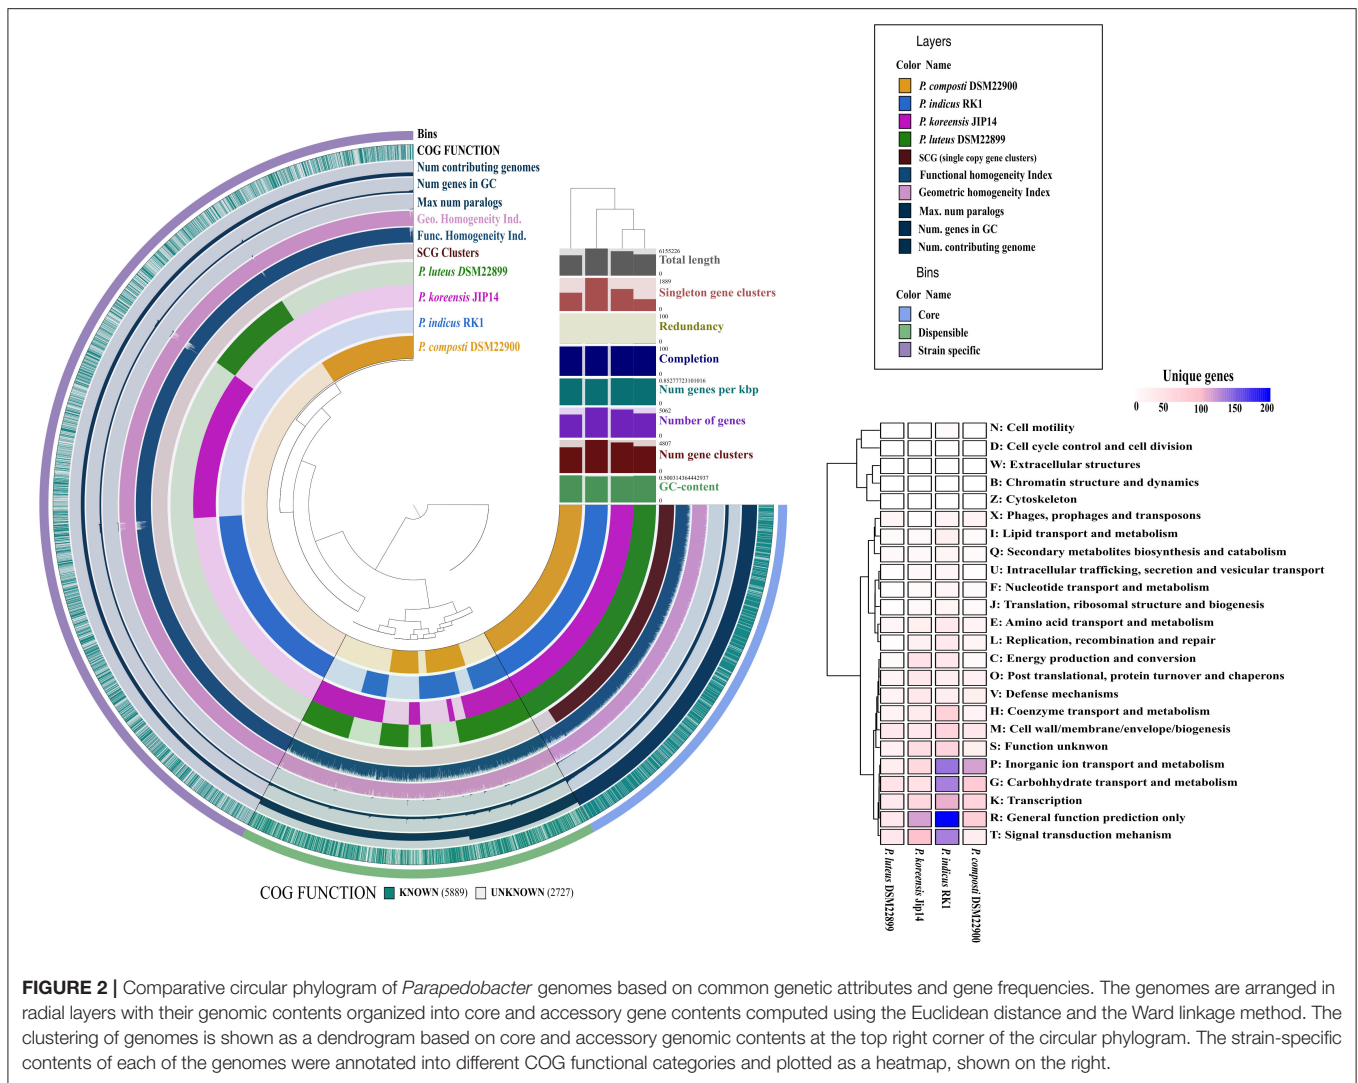 Layers
Color Name
P. composti DSM22900
P. indicus RK1
P. koreensis JIP14
P. luteus DSM22899
SCG (single copy gene clusters)
Functional homogeneity Index
Geometric homogeneity Index
Max. num paralogs
Num. genes in GC
Num. contributing genome
Bins
Color Name
Core
Dispensible
Strain specific
Bins
COG FUNCTION
Num contributing genomes
Num genes in GC
Max num paralogs
Geo. Homogeneity Ind.
Func. Homogeneity Ind.
SCG Clusters
P. luteus DSM22899
P. koreensis JIP14
P. indicus RK1
P. composti DSM22900
6155226
Total length
0
1889
Singleton gene clusters
0
100
Redundancy
0
100
Completion
0
0.85277723101016
Num genes per kbp
0
5062
Number of genes
0
4807
Num gene clusters
0
0.500314364442937
GC-content
0
Unique genes
0 50 100 150 200
N: Cell motility
D: Cell cycle control and cell division
W: Extracellular structures
B: Chromatin structure and dynamics
Z: Cytoskeleton
X: Phages, prophages and transposons
I: Lipid transport and metabolism
Q: Secondary metabolites biosynthesis and catabolism
U: Intracellular trafficking, secretion and vesicular transport
F: Nucleotide transport and metabolism
J: Translation, ribosomal structure and biogenesis
E: Amino acid transport and metabolism
L: Replication, recombination and repair
C: Energy production and conversion
O: Post translational, protein turnover and chaperons
V: Defense mechanisms
H: Coenzyme transport and metabolism
M: Cell wall/membrane/envelope/biogenesis
S: Function unknwon
P: Inorganic ion transport and metabolism
G: Carbohhydrate transport and metabolism
K: Transcription
R: General function prediction only
T: Signal transduction mehanism
P. luteus DSM22899
P. koreensis Jip14
P. indicus RK1
P. composti DSM22900
COG FUNCTION KNOWN (5889) UNKNOWN (2727)
FIGURE 2 | Comparative circular phylogram of Parapedobacter genomes based on common genetic attributes and gene frequencies. The genomes are arranged in
radial layers with their genomic contents organized into core and accessory gene contents computed using the Euclidean distance and the Ward linkage method. The
clustering of genomes is shown as a dendrogram based on core and accessory genomic contents at the top right corner of the circular phylogram. The strain-specific
contents of each of the genomes were annotated into different COG functional categories and plotted as a heatmap, shown on the right.